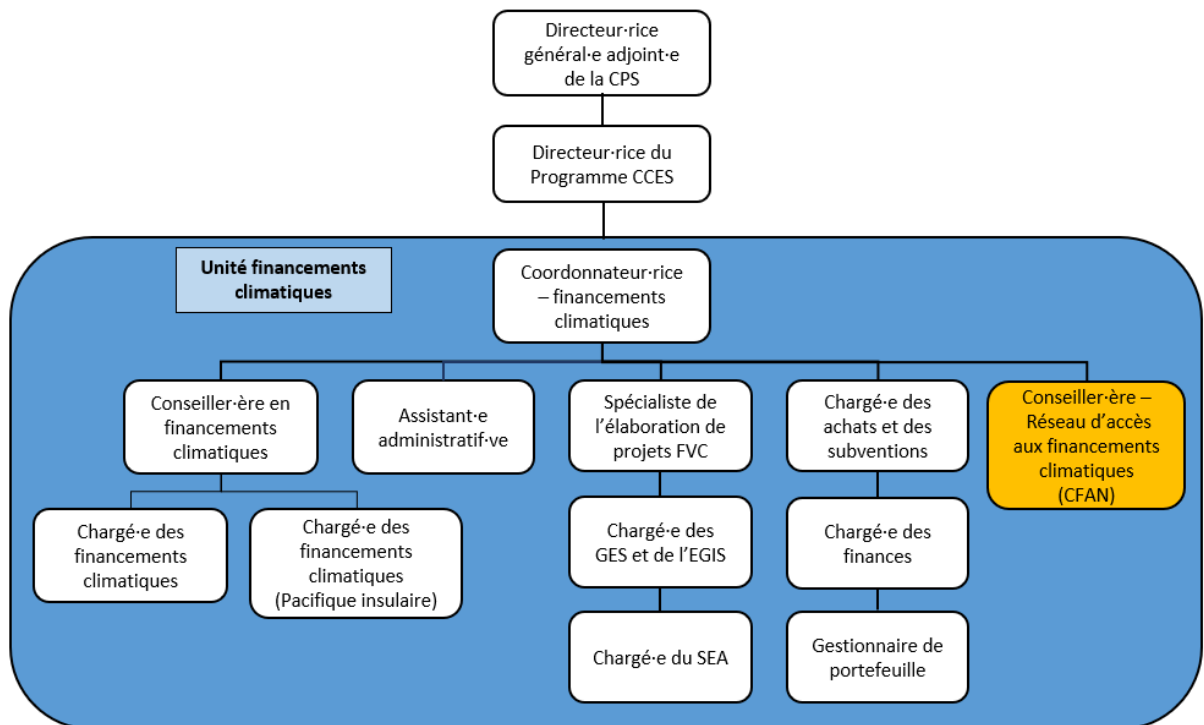 Directeur·rice
général·e adjoint·e
de la CPS
Directeur·rice du
Programme CCES
Unité financements
climatiques
Coordonnateur·rice
– financements
climatiques
Conseiller·ère en
financements
climatiques
Assistant·e
administratif·ve
Spécialiste de
l’élaboration de
projets FVC
Chargé·e des
achats et des
subventions
Conseiller·ère –
Réseau d’accès
aux financements
climatiques
(CFAN)
Chargé·e des
financements
climatiques
Chargé·e des
financements
climatiques
(Pacifique insulaire)
Chargé·e des
GES et de l’EGIS
Chargé·e des
finances
Chargé·e du SEA
Gestionnaire de
portefeuille